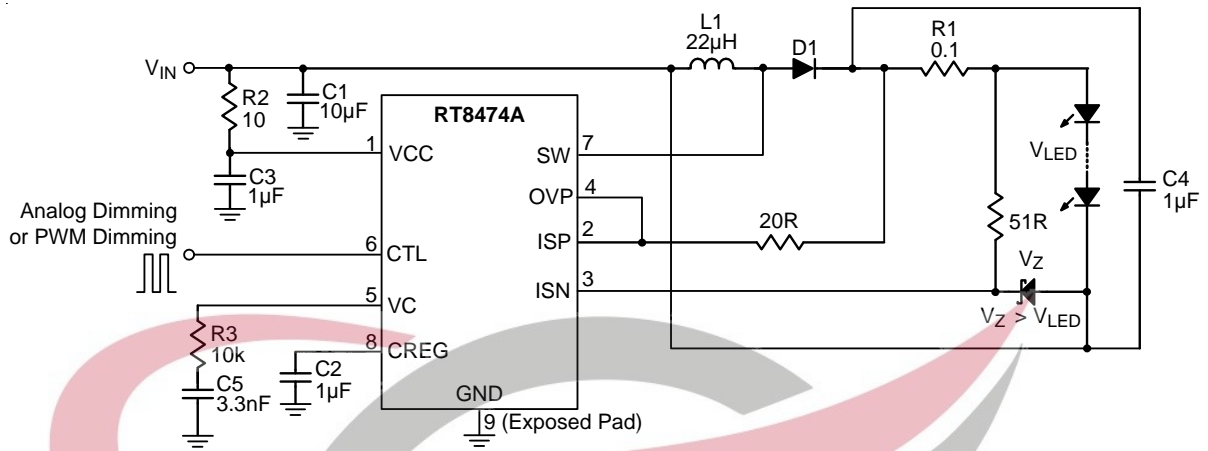 L1
22µH
D1
R1
0.1
VIN
R2
10
C1
10µF
RT8474A
1
VCC
SW
7
C3
1µF
OVP
4
VLED
C4
1µF
Analog Dimming
or PWM Dimming
6
CTL
ISP
2
20R
51R
5
VC
ISN
3
VZ
VZ > VLED
R3
10k
8
CREG
C2
1µF
C5
3.3nF
GND
9 (Exposed Pad)